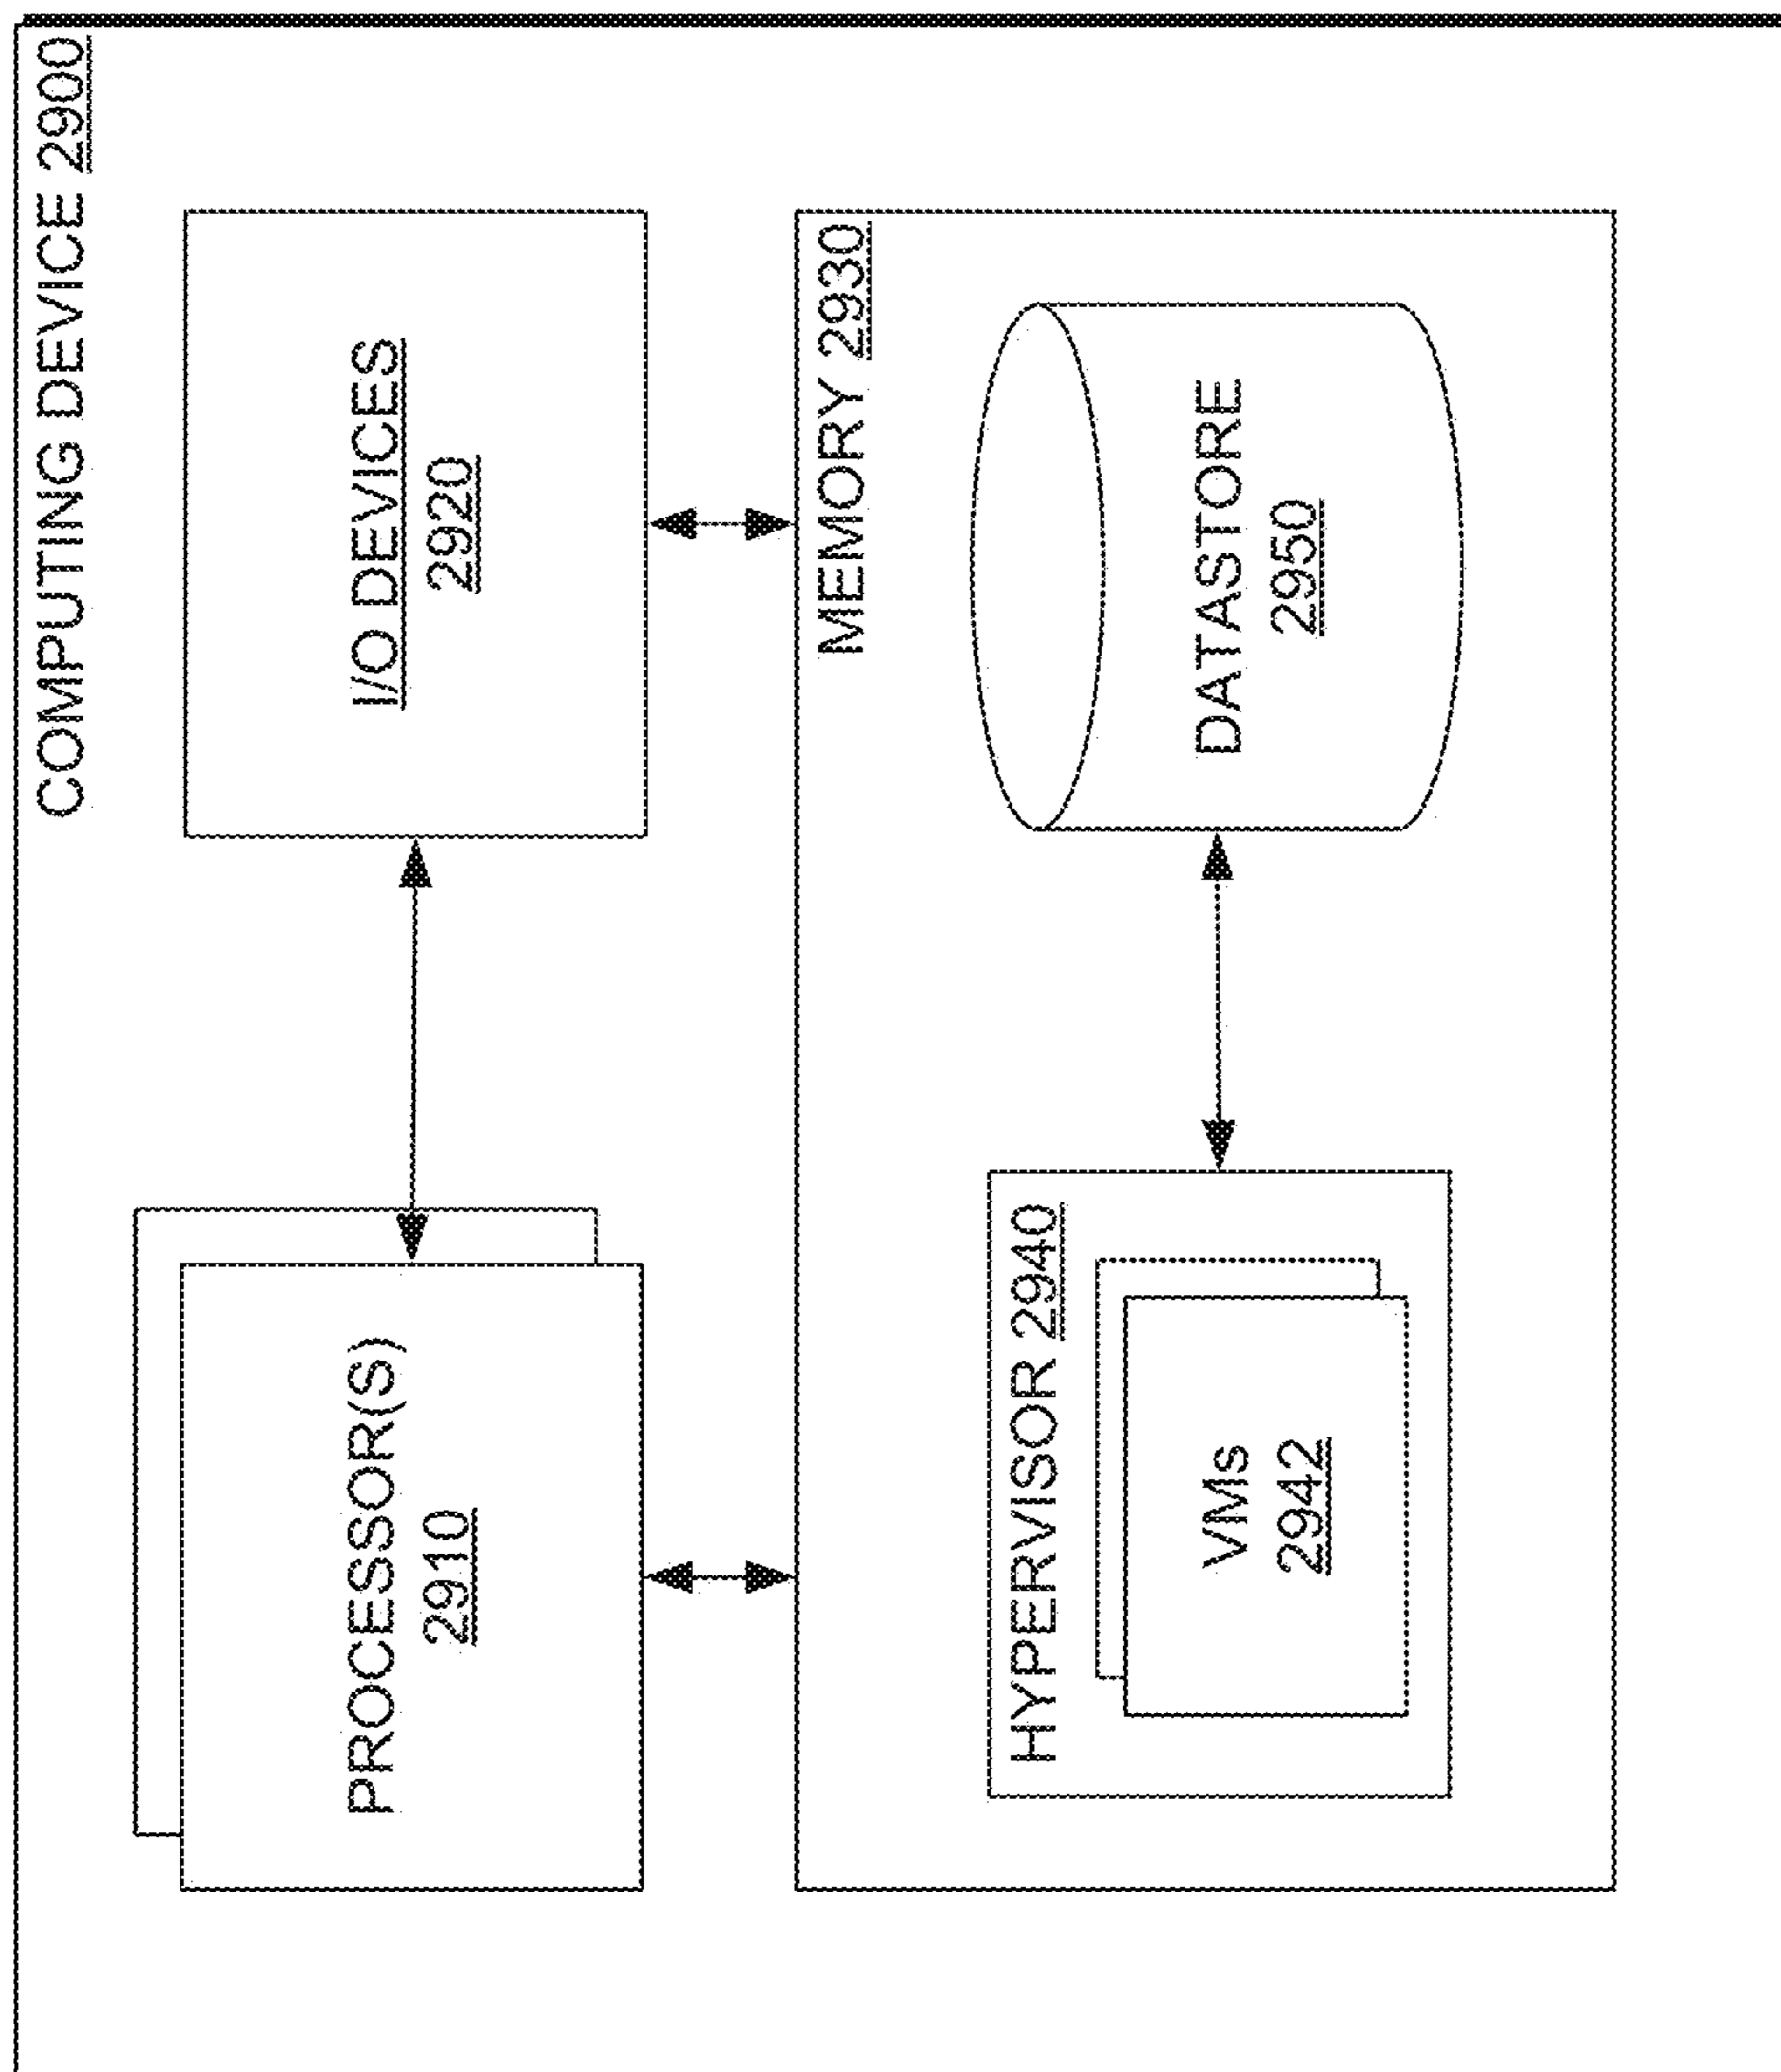 COMPUTING DEVICE 2900
PROCESSOR(S)
2910
I/O DEVICES
2920
MEMORY 2930
HYPERVISOR 2940
VMs
2942
DATASTORE
2950